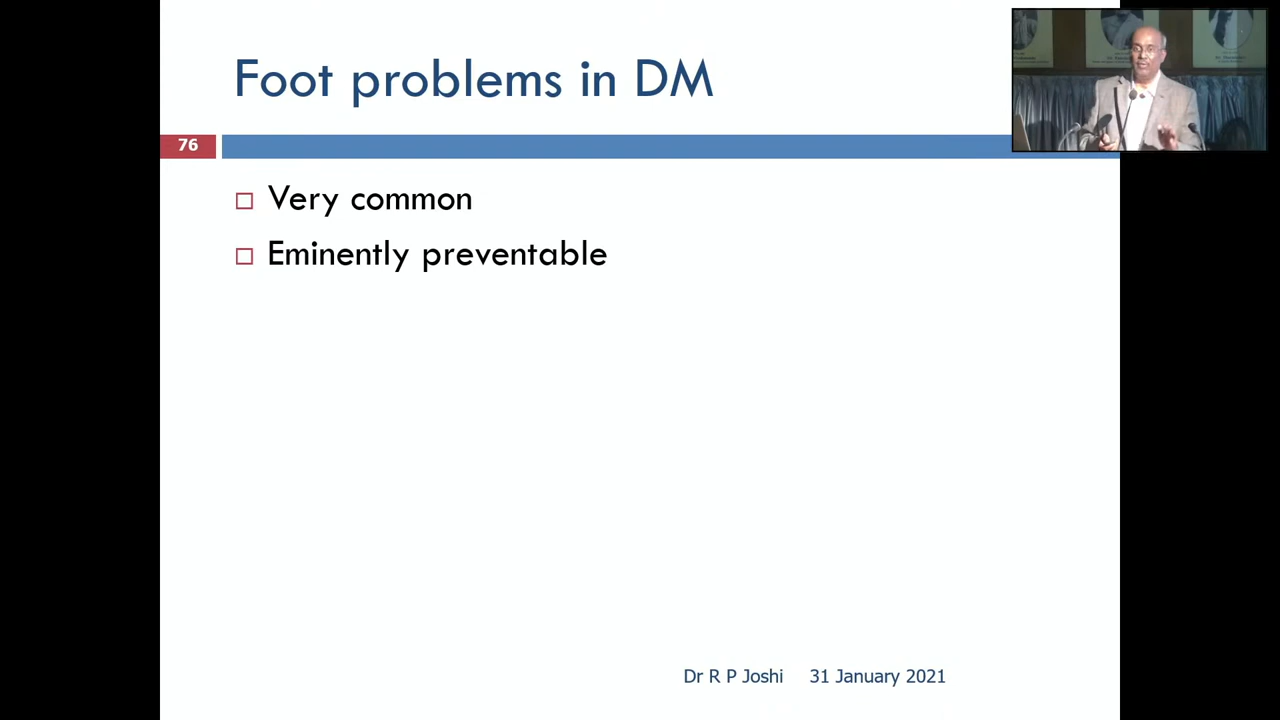 Foot problems in DM
76
Very common
Eminently preventable
Dr R P Joshi 31 January 2021